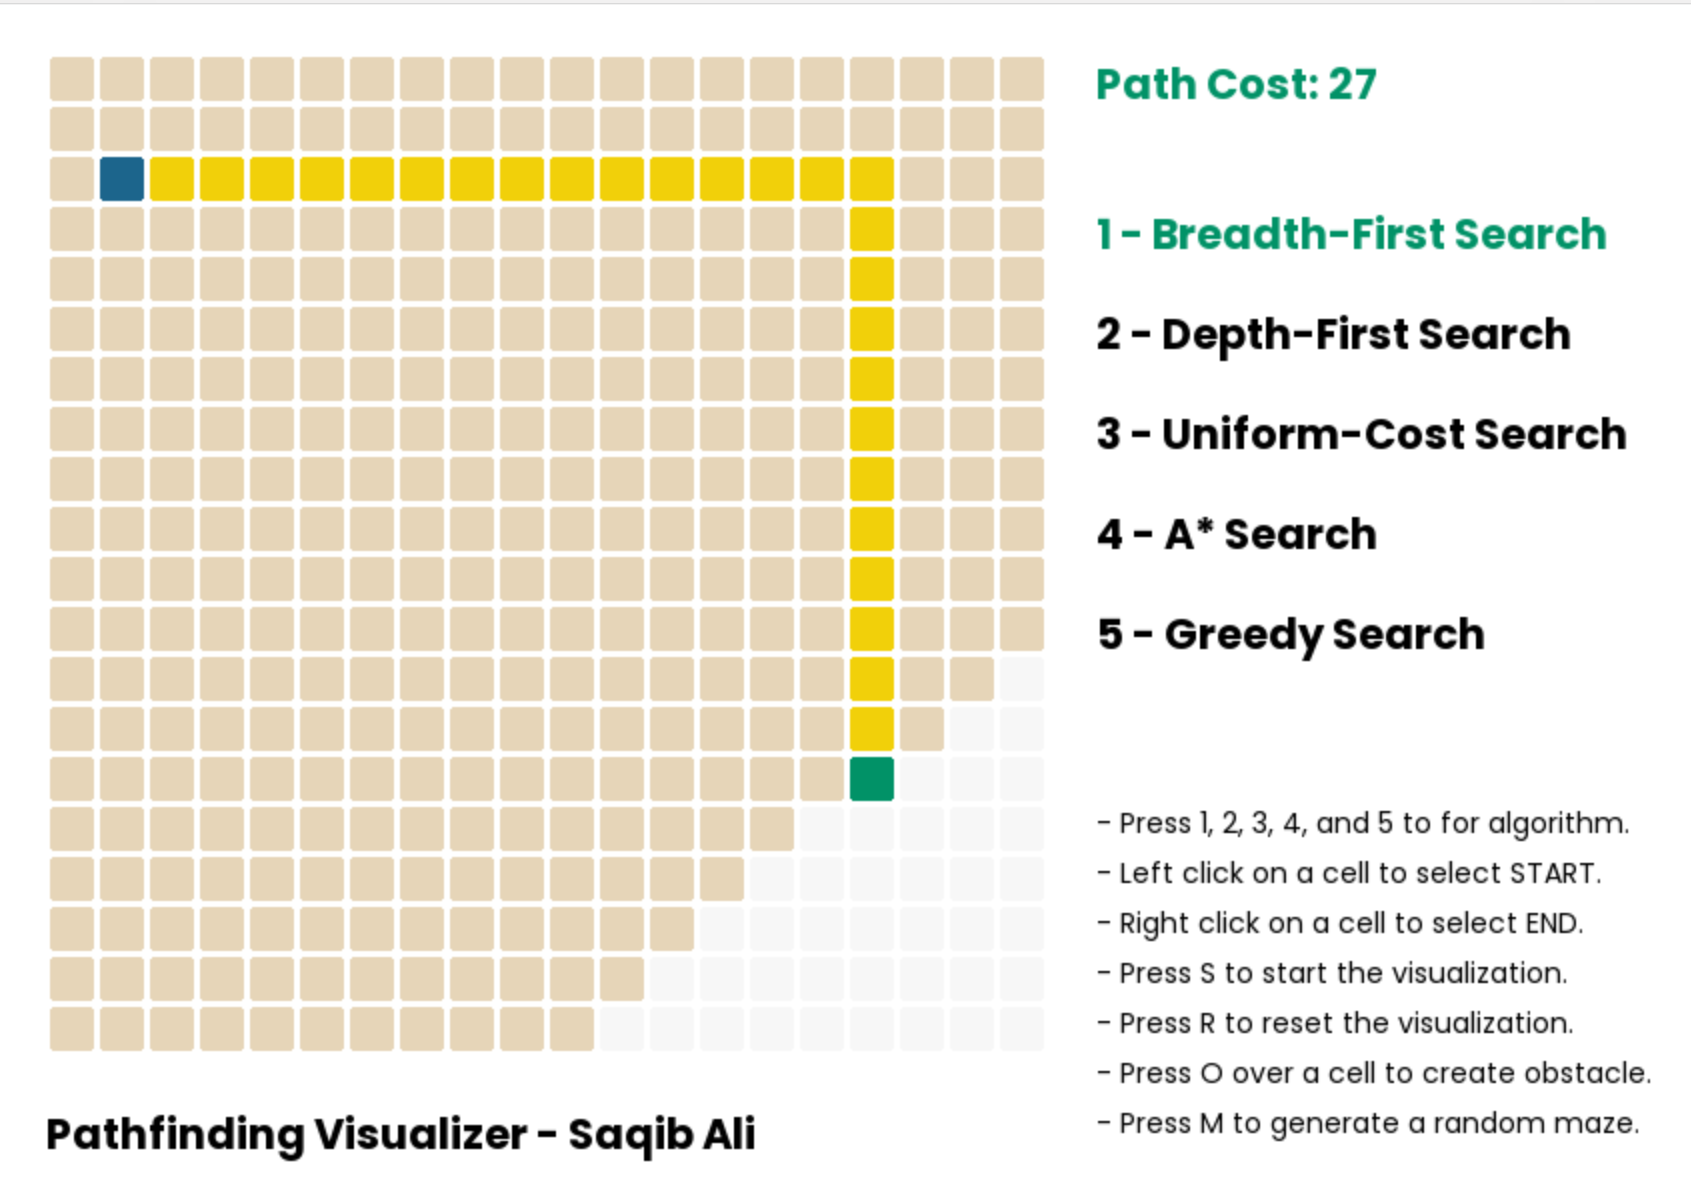 Path Cost: 27
1 - Breadth-First Search
2 - Depth-First Search
3 - Uniform-Cost Search
4 - A* Search
5 - Greedy Search
- Press 1, 2, 3, 4, and 5 to for algorithm.
- Left click on a cell to select START.
- Right click on a cell to select END.
- Press S to start the visualization.
- Press R to reset the visualization.
- Press O over a cell to create obstacle.
- Press M to generate a random maze.
Pathfinding Visualizer - Saqib Ali